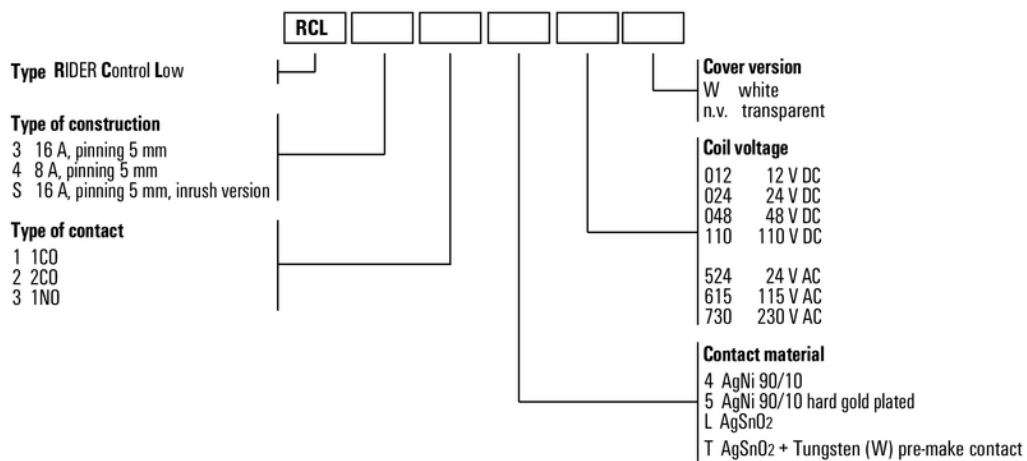 RCL
Type RIDER Control Low
Type of construction
3 16 A, pinning 5 mm
4 8 A, pinning 5 mm
S 16 A, pinning 5 mm, inrush version
Type of contact
1 1CO
2 2CO
3 1NO
Cover version
W white
n.v. transparent
Coil voltage
012 12 V DC
024 24 V DC
048 48 V DC
110 110 V DC
524 24 V AC
615 115 V AC
730 230 V AC
Contact material
4 AgNi 90/10
5 AgNi 90/10 hard gold plated
L AgSnO2
T AgSnO2 + Tungsten (W) pre-make contact